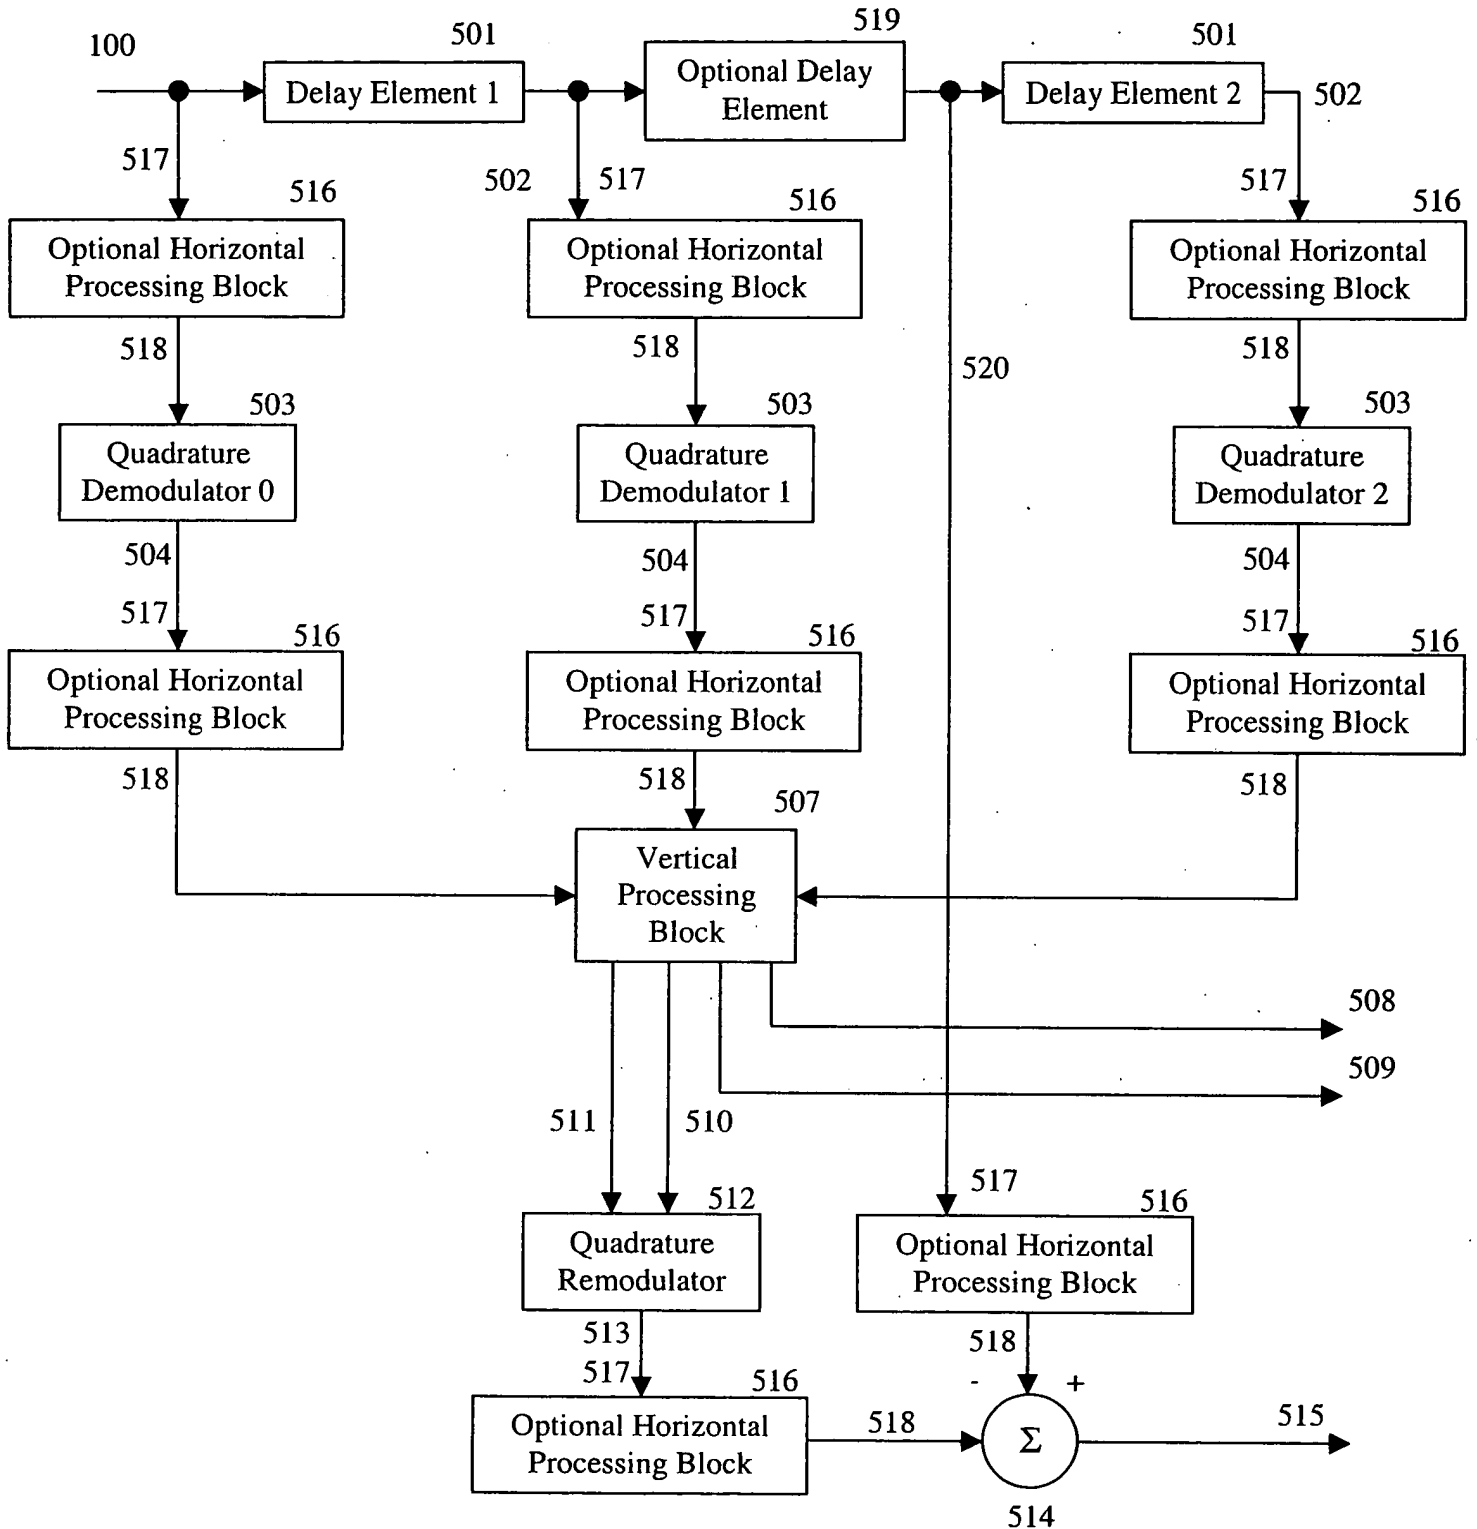 100
501
519
501
Delay Element 1
Optional Delay
Element
Delay Element 2
502
517
502
517
517
516
516
516
Optional Horizontal
Processing Block
Optional Horizontal
Processing Block
Optional Horizontal
Processing Block
518
518
518
520
503
503
503
Quadrature
Demodulator 0
Quadrature
Demodulator 1
Quadrature
Demodulator 2
504
504
504
517
517
517
516
516
516
Optional Horizontal
Processing Block
Optional Horizontal
Processing Block
Optional Horizontal
Processing Block
518
518
518
507
Vertical
Processing
Block
508
509
511
510
517
512
516
Quadrature
Remodulator
Optional Horizontal
Processing Block
513
518
517
516
- +
Optional Horizontal
Processing Block
518
Σ
515
514